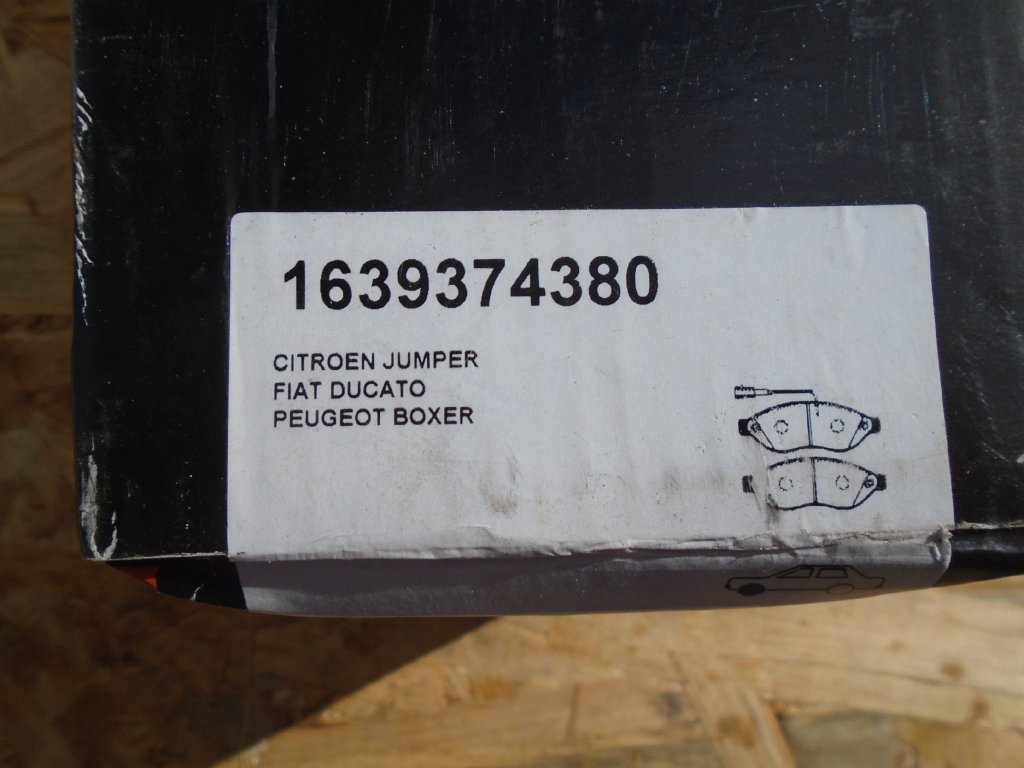 1639374380
CITROEN JUMPER
FIAT DUCATO
PEUGEOT BOXER